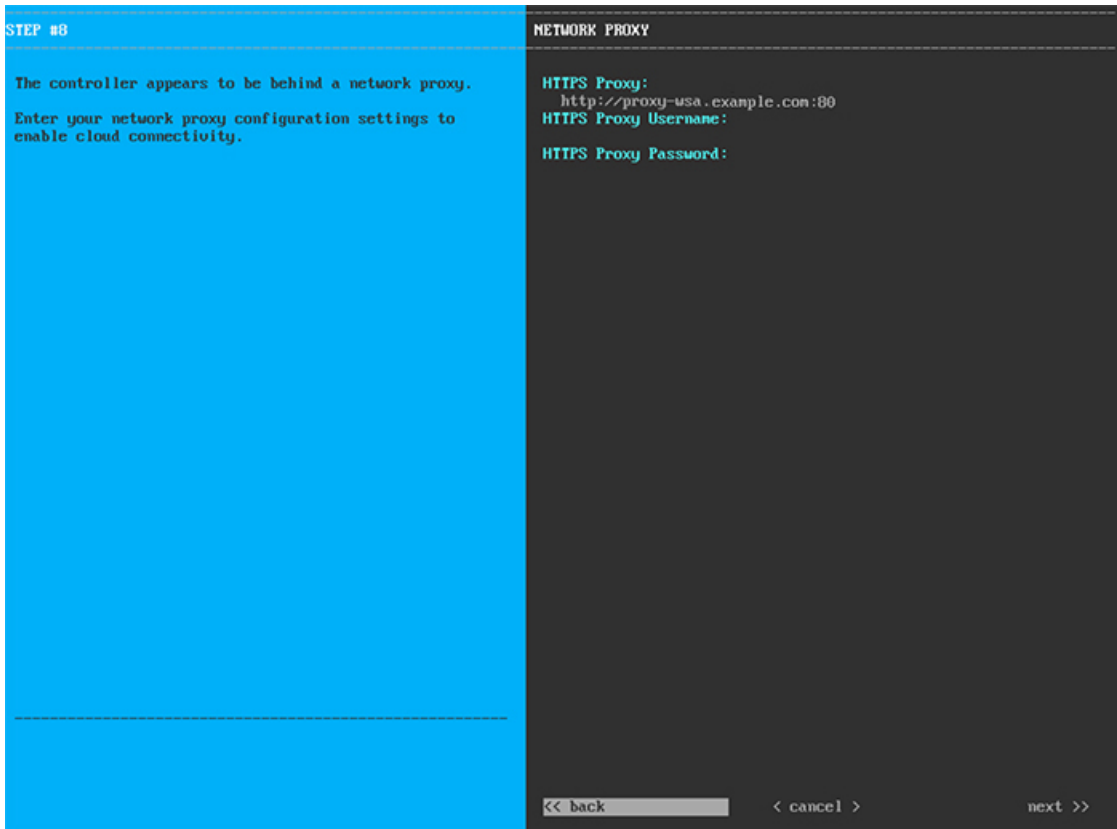 STEP #8
The controller appears to be behind a network proxy.
Enter your network proxy configuration settings to
enable cloud connectivity.
NETWORK PROXY
HTTPS Proxy:
http://proxy-wsa.example.com:80
HTTPS Proxy Username:
HTTPS Proxy Password:
<< back
< cancel >
next >>